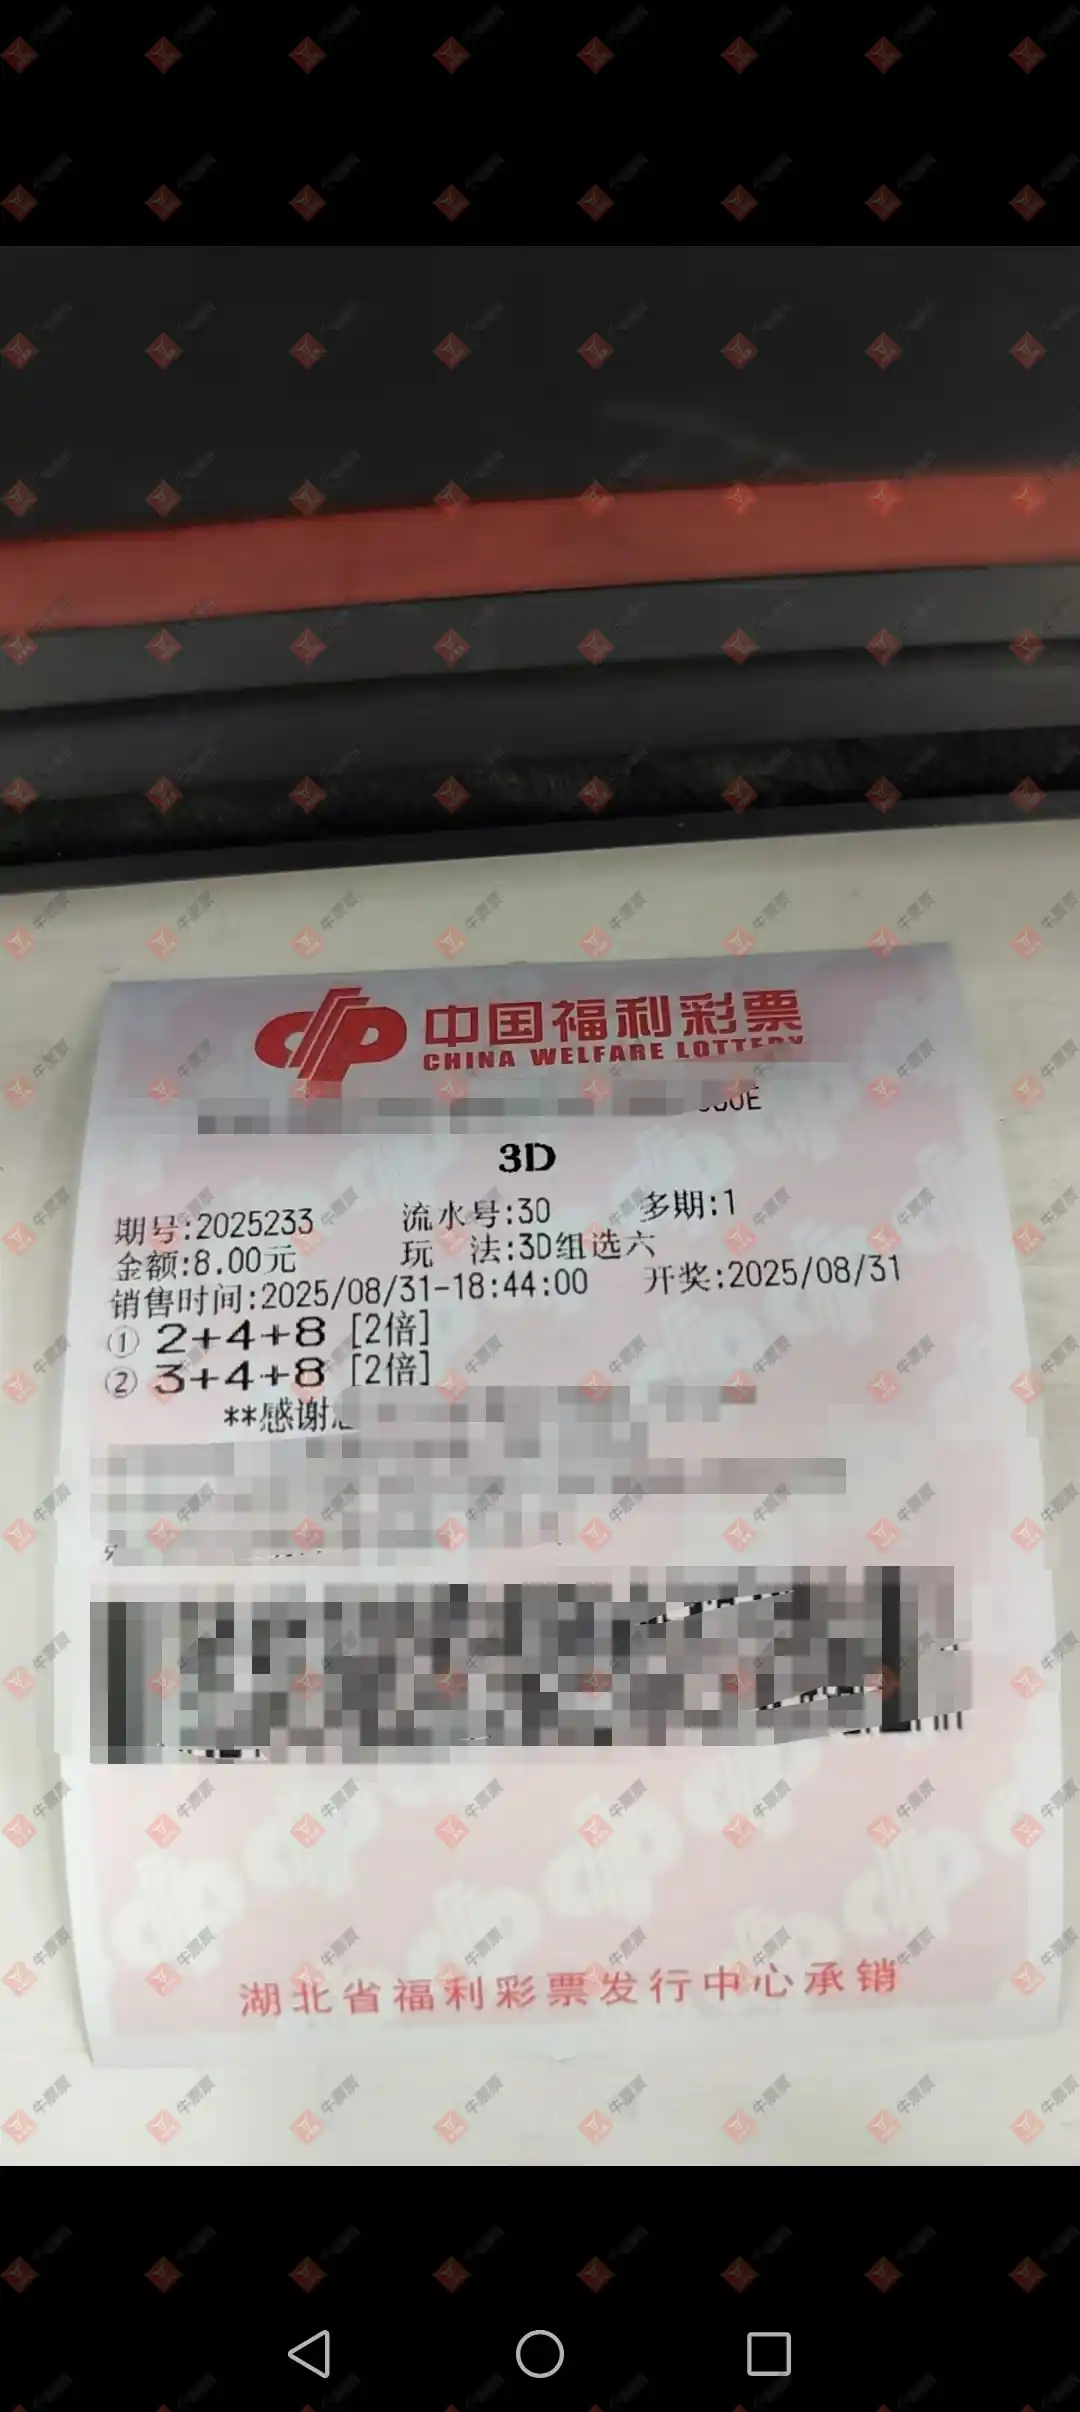 中国福利彩票
CHINA WELFARE LOTTERY
3D
期号:2025233 流水号:30 多期:1
金额:8.00元 玩 法:3D组选六
销售时间:2025/08/31-18:44:00 开奖:2025/08/31
① 2+4+8 [2倍]
② 3+4+8 [2倍]
**感谢
湖北省福利彩票发行中心承销
牛票票